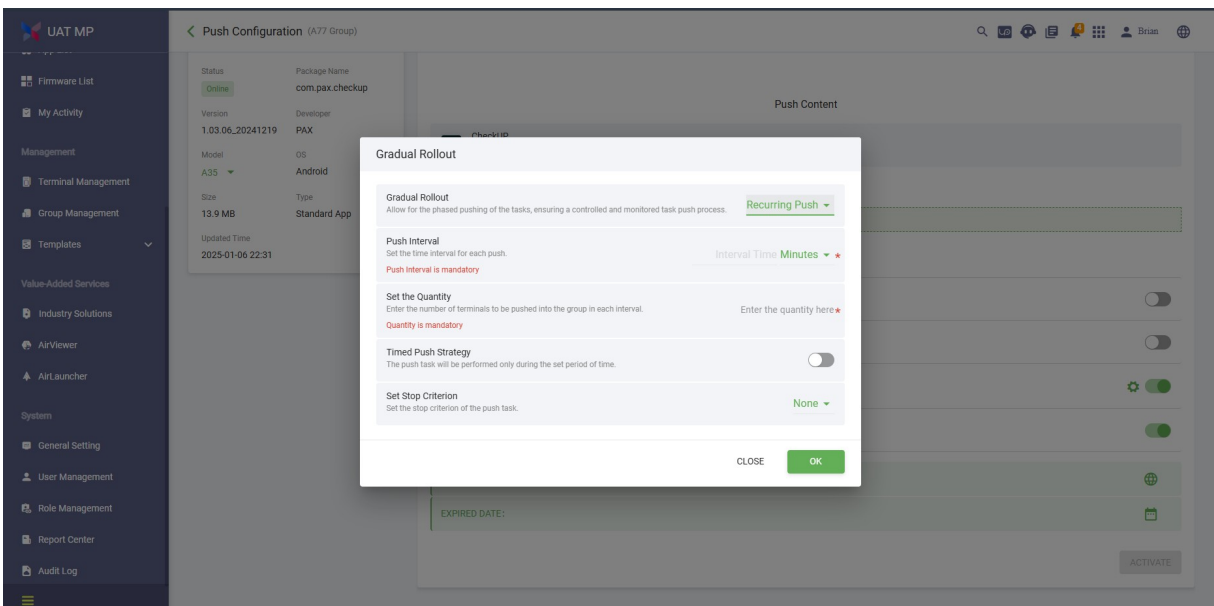 UAT MP
Push Configuration (A77 Group)
4
Brian
Firmware List
My Activity
Management
Terminal Management
Group Management
Templates
Value-Added Services
Industry Solutions
AirViewer
AirLauncher
System
General Setting
User Management
Role Management
Report Center
Audit Log
Status
Package Name
Online
com.pax.checkup
Version
Developer
1.03.06_20241219
PAX
Model
OS
A35
Android
Size
Type
13.9 MB
Standard App
Updated Time
2025-01-06 22:31
Push Content
CheckUP
Gradual Rollout
Gradual Rollout
Allow for the phased pushing of the tasks, ensuring a controlled and monitored task push process.
Recurring Push
Push Interval
Set the time interval for each push.
Push Interval is mandatory
Interval Time Minutes *
Set the Quantity
Enter the number of terminals to be pushed into the group in each interval.
Quantity is mandatory
Enter the quantity here*
Timed Push Strategy
The push task will be performed only during the set period of time.
Set Stop Criterion
Set the stop criterion of the push task.
None
CLOSE
OK
EXPIRED DATE:
ACTIVATE